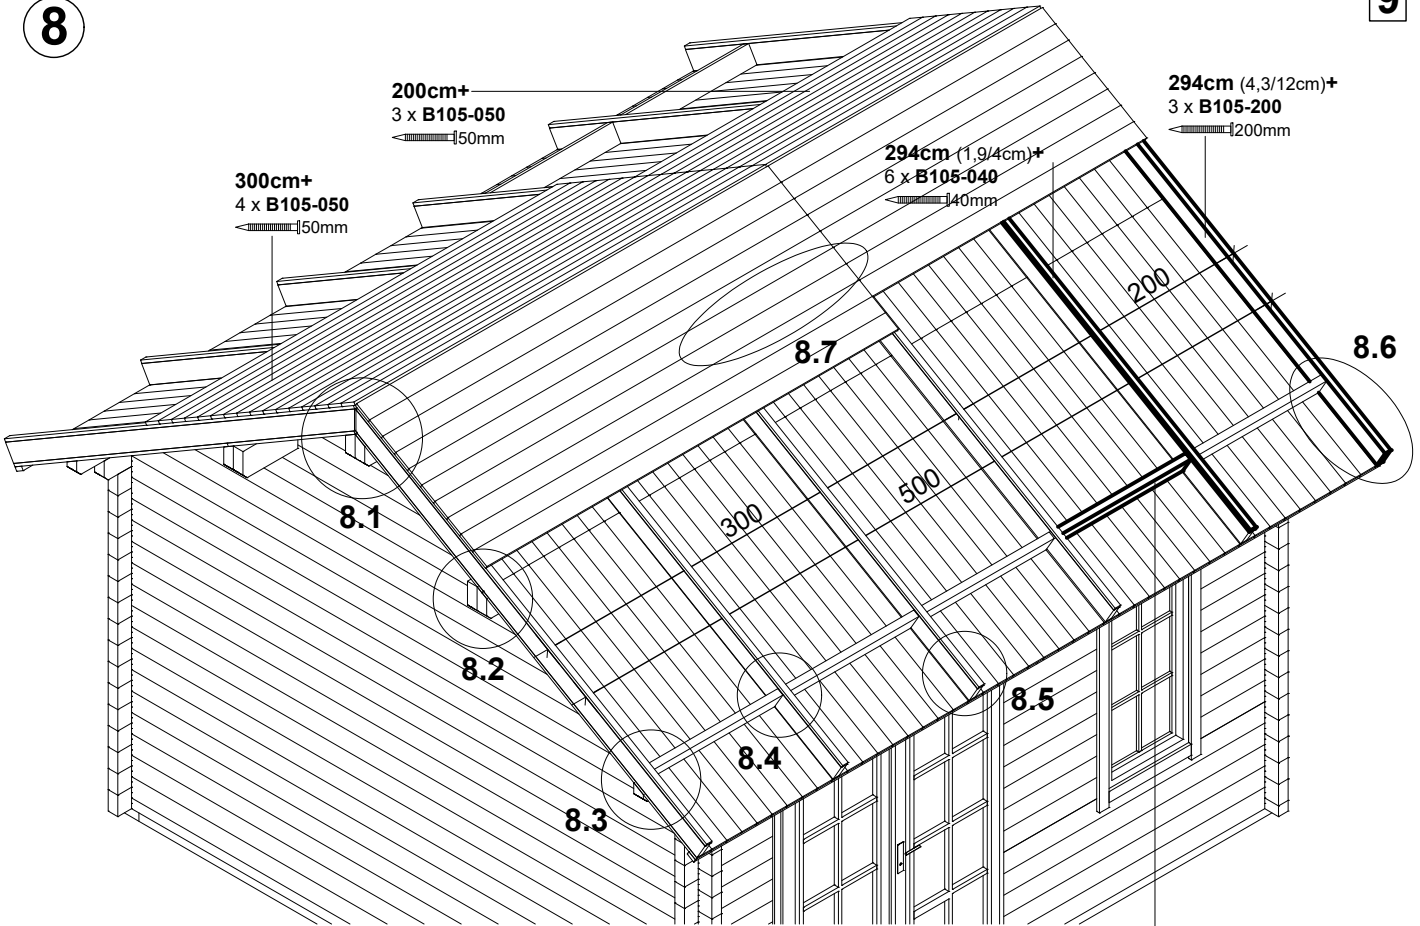 8
9
200cm+
3 x B105-050
50mm
294cm (4,3/12cm)+
3 x B105-200
200mm
294cm (1,9/4cm)+
6 x B105-040
40mm
300cm+
4 x B105-050
50mm
200
8.7
8.6
500
300
8.1
8.2
8.5
8.4
8.3